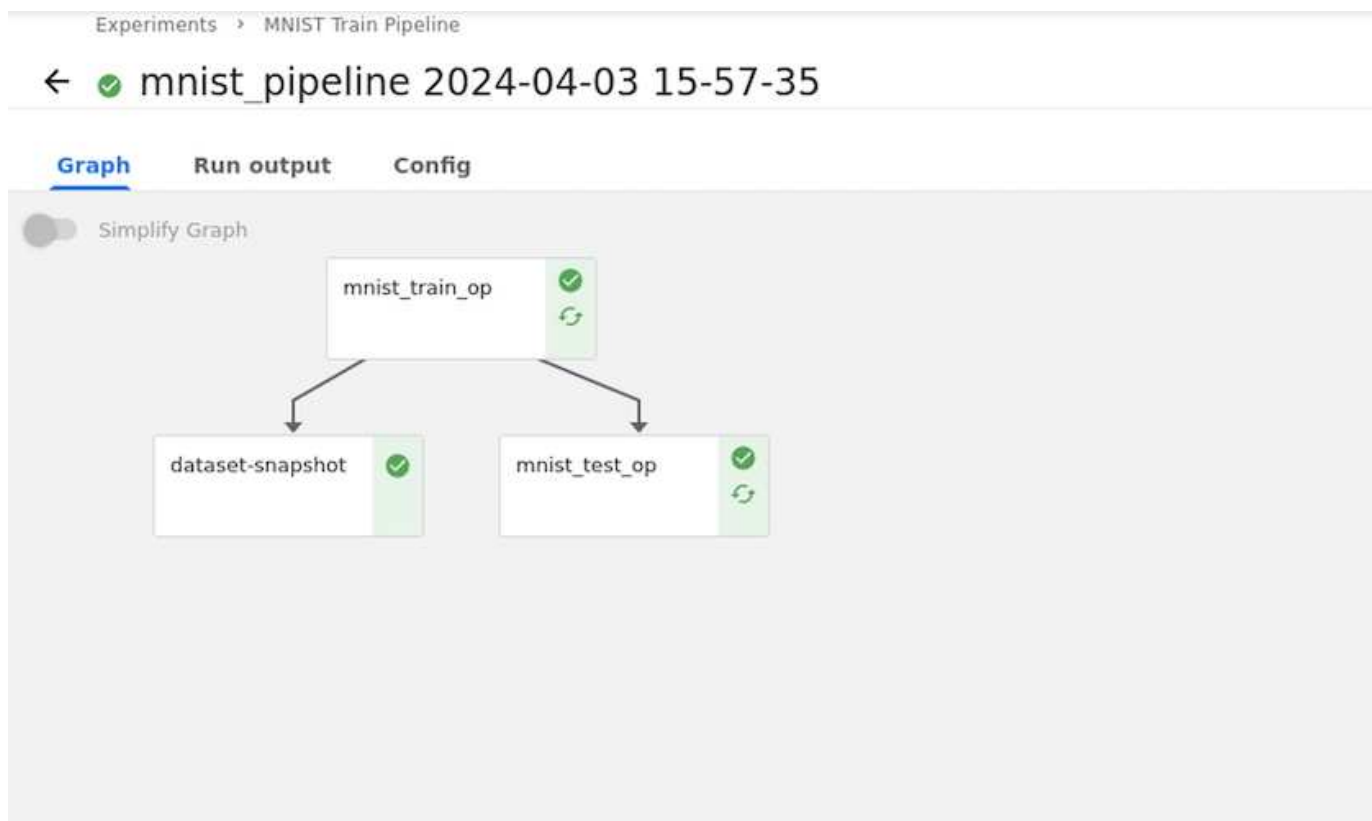 Experiments > MNIST Train Pipeline
mnist_pipeline 2024-04-03 15-57-35
Graph Run output Config
Simplify Graph
mnist_train_op
dataset-snapshot mnist_test_op